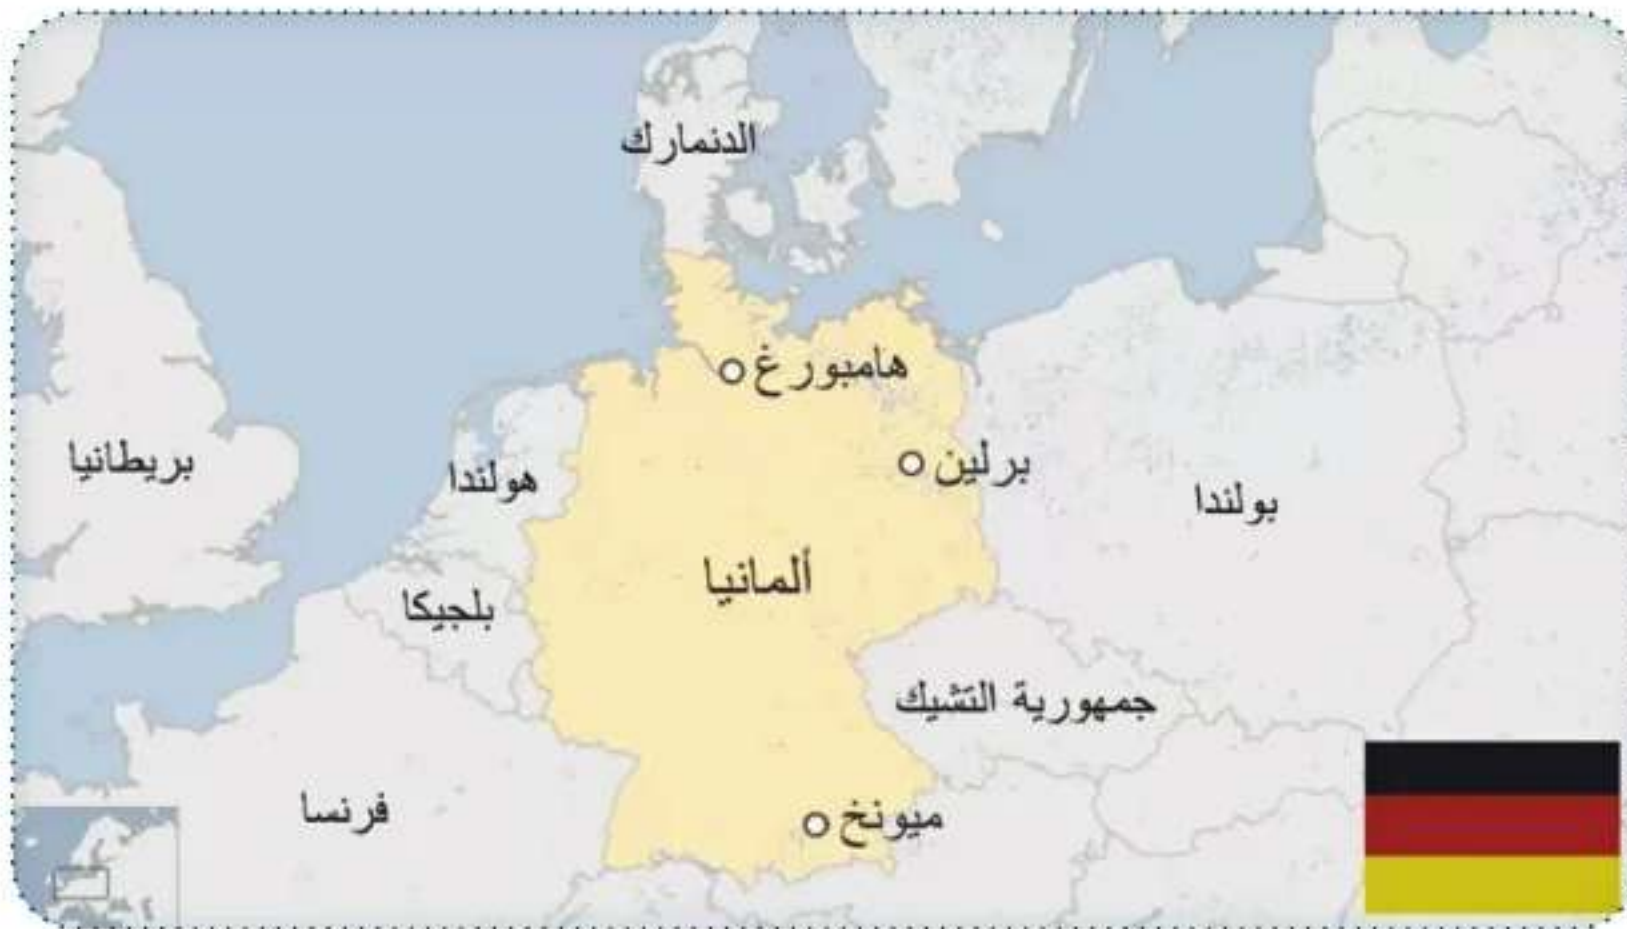 الدنمارك
هامبورغ
برلين
بريطانيا
هولندا
بولندا
ألمانيا
بلجيكا
جمهورية التشيك
فرنسا
ميونخ